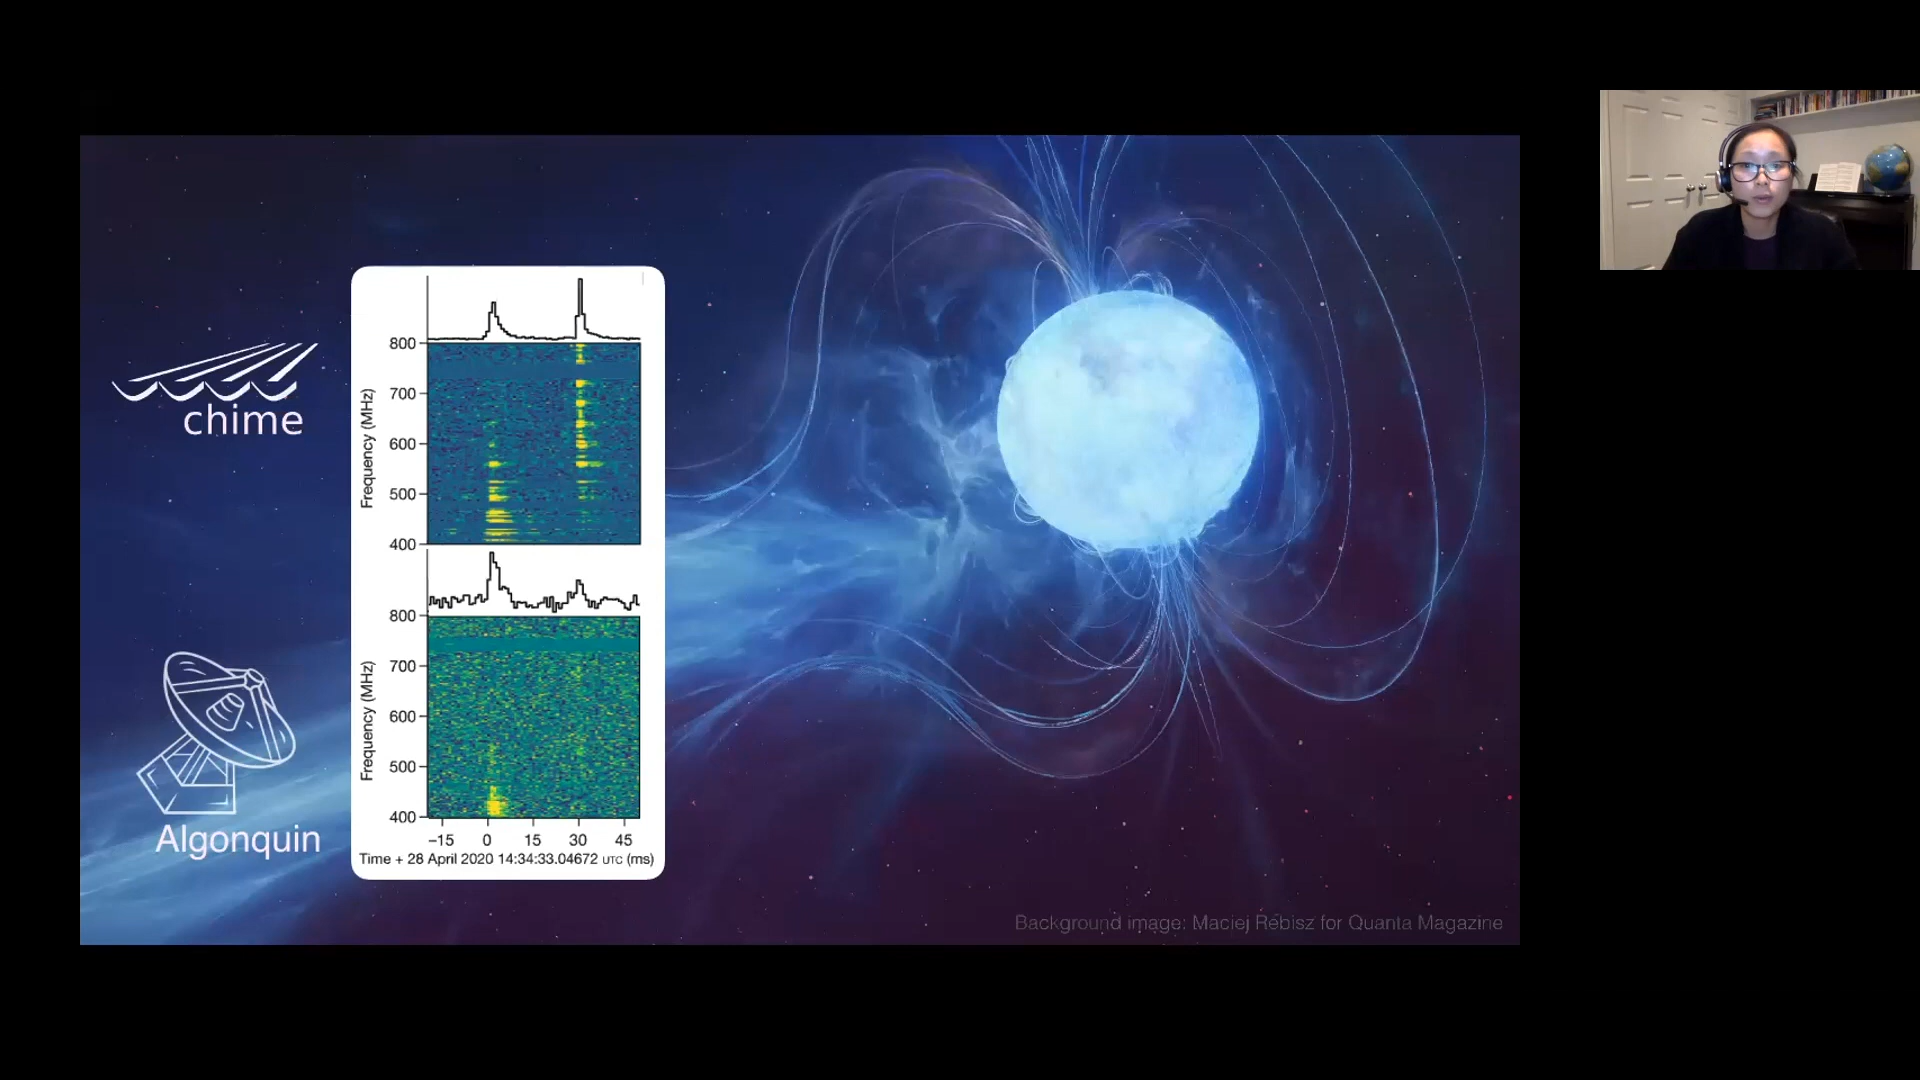 chime
Algonquin
800
700
600
500
400
Frequency (MHz)
800
700
600
500
400
Frequency (MHz)
−15 0 15 30 45
Time + 28 April 2020 14:34:33.04672 UTC (ms)
Background image: Maciej Rebisz for Quanta Magazine